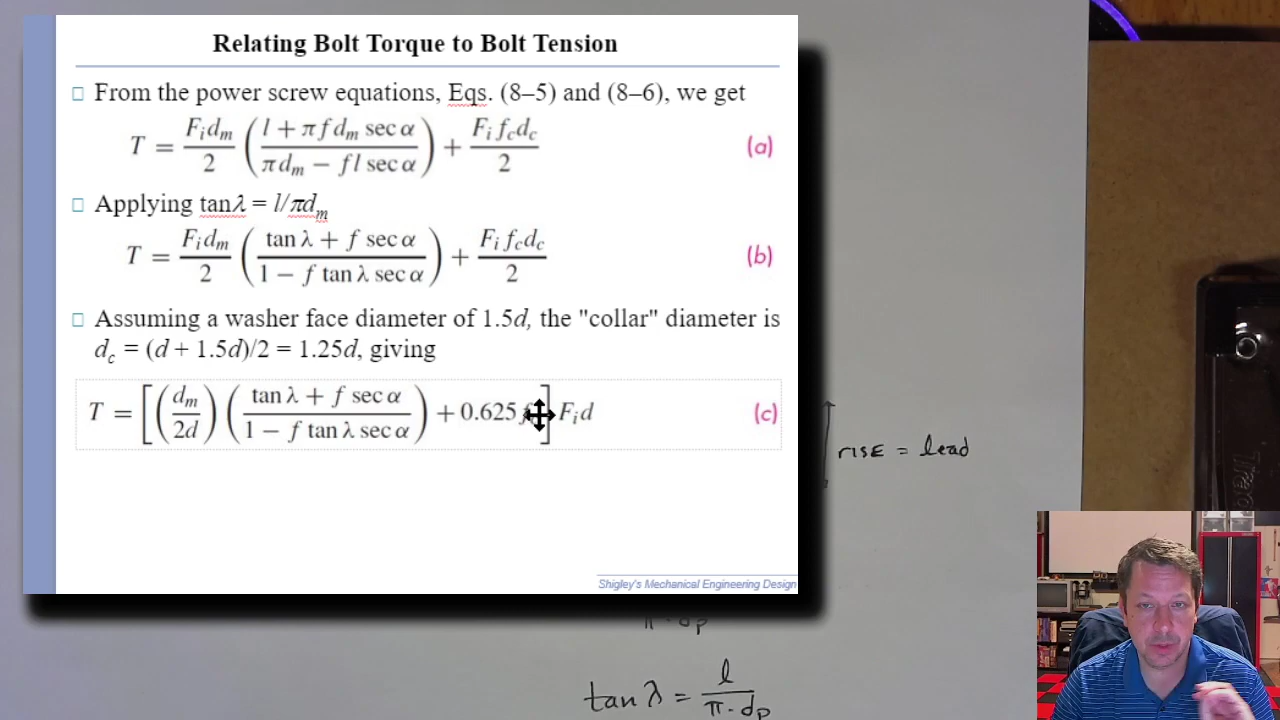 Relating Bolt Torque to Bolt Tension
From the power screw equations, Eqs. (8–5) and (8–6), we get
T = F_i d_m / 2 ( l + π f d_m sec α / π d_m − f l sec α ) + F_i f_c d_c / 2 (a)
Applying tanλ = l/πd_m
T = F_i d_m / 2 ( tan λ + f sec α / 1 − f tan λ sec α ) + F_i f_c d_c / 2 (b)
Assuming a washer face diameter of 1.5d, the "collar" diameter is
d_c = (d + 1.5d)/2 = 1.25d, giving
T = [ ( d_m / 2d ) ( tan λ + f sec α / 1 − f tan λ sec α ) + 0.625 ] F_i d (c)
Shigley's Mechanical Engineering Design
RISE = lead
π · dp
tan λ = l / π · dp